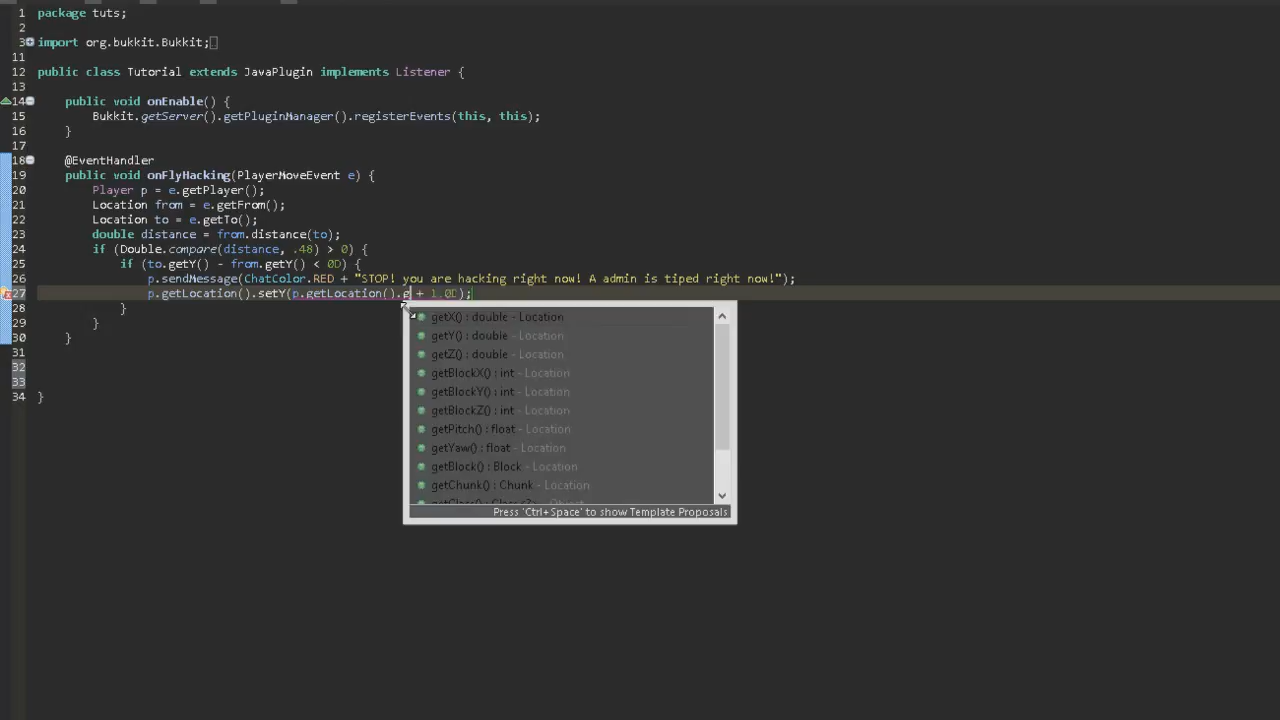 1 package tuts;
2
3 import org.bukkit.Bukkit;
11
12 public class Tutorial extends JavaPlugin implements Listener {
13
14 public void onEnable() {
15 Bukkit.getServer().getPluginManager().registerEvents(this, this);
16 }
17
18 @EventHandler
19 public void onFlyHacking(PlayerMoveEvent e) {
20 Player p = e.getPlayer();
21 Location from = e.getFrom();
22 Location to = e.getTo();
23 double distance = from.distance(to);
24 if (Double.compare(distance, .48) > 0) {
25 if (to.getY() - from.getY() < 0D) {
26 p.sendMessage(ChatColor.RED + "STOP! you are hacking right now! A admin is tiped right now!");
27 p.getLocation().setY(p.getLocation().g + 1.0D);
28 }
29 }
30 }
31
32
33
34 }
getX() : double - Location
getY() : double - Location
getZ() : double - Location
getBlockX() : int - Location
getBlockY() : int - Location
getBlockZ() : int - Location
getPitch() : float - Location
getYaw() : float - Location
getBlock() : Block - Location
getChunk() : Chunk - Location
getClass() : Class<?> - Object
Press 'Ctrl+Space' to show Template Proposals